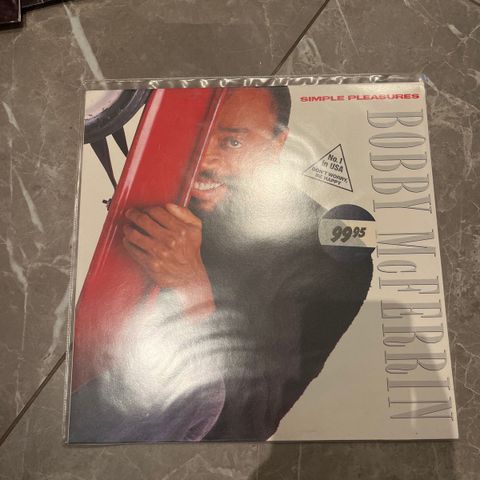 SIMPLE PLEASURES
BOBBY McFERRIN
No. 1
in USA
DON'T WORRY,
BE HAPPY
99.95